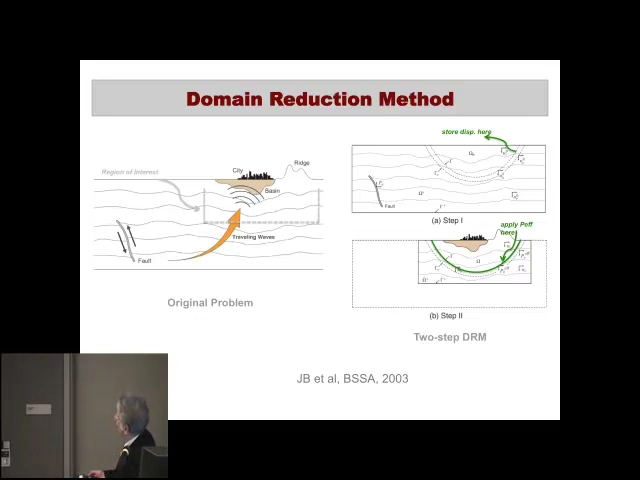 Domain Reduction Method
store disp. here
Ridge
City
Region of Interest
Basin
Traveling Waves
Fault
Original Problem
Fault
(a) Step I
apply Peff
here
(b) Step II
Two-step DRM
JB et al, BSSA, 2003